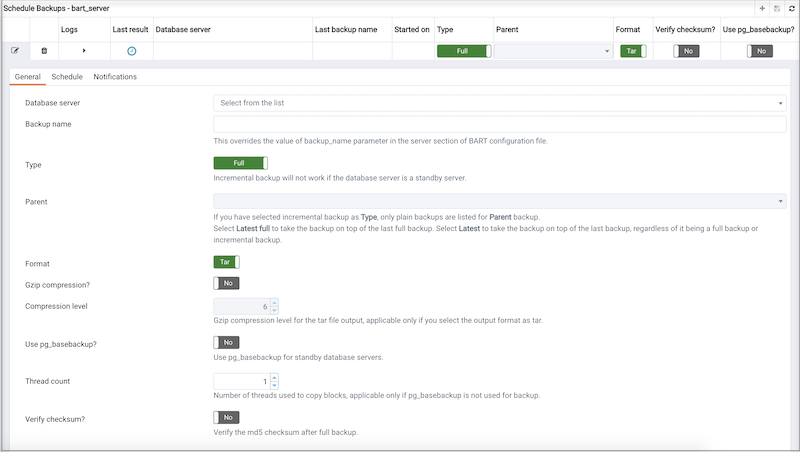 Schedule Backups - bart_server
Logs Last result Database server Last backup name Started on Type Parent Format Verify checksum? Use pg_basebackup?
Full Tar No No
General Schedule Notifications
Database server Select from the list
Backup name
This overrides the value of backup_name parameter in the server section of BART configuration file.
Type Full
Incremental backup will not work if the database server is a standby server.
Parent
If you have selected incremental backup as Type, only plain backups are listed for Parent backup.
Select Latest full to take the backup on top of the last full backup. Select Latest to take the backup on top of the last backup, regardless of it being a full backup or
incremental backup.
Format Tar
Gzip compression? No
Compression level 6
Gzip compression level for the tar file output, applicable only if you select the output format as tar.
Use pg_basebackup? No
Use pg_basebackup for standby database servers.
Thread count 1
Number of threads used to copy blocks, applicable only if pg_basebackup is not used for backup.
Verify checksum? No
Verify the md5 checksum after full backup.